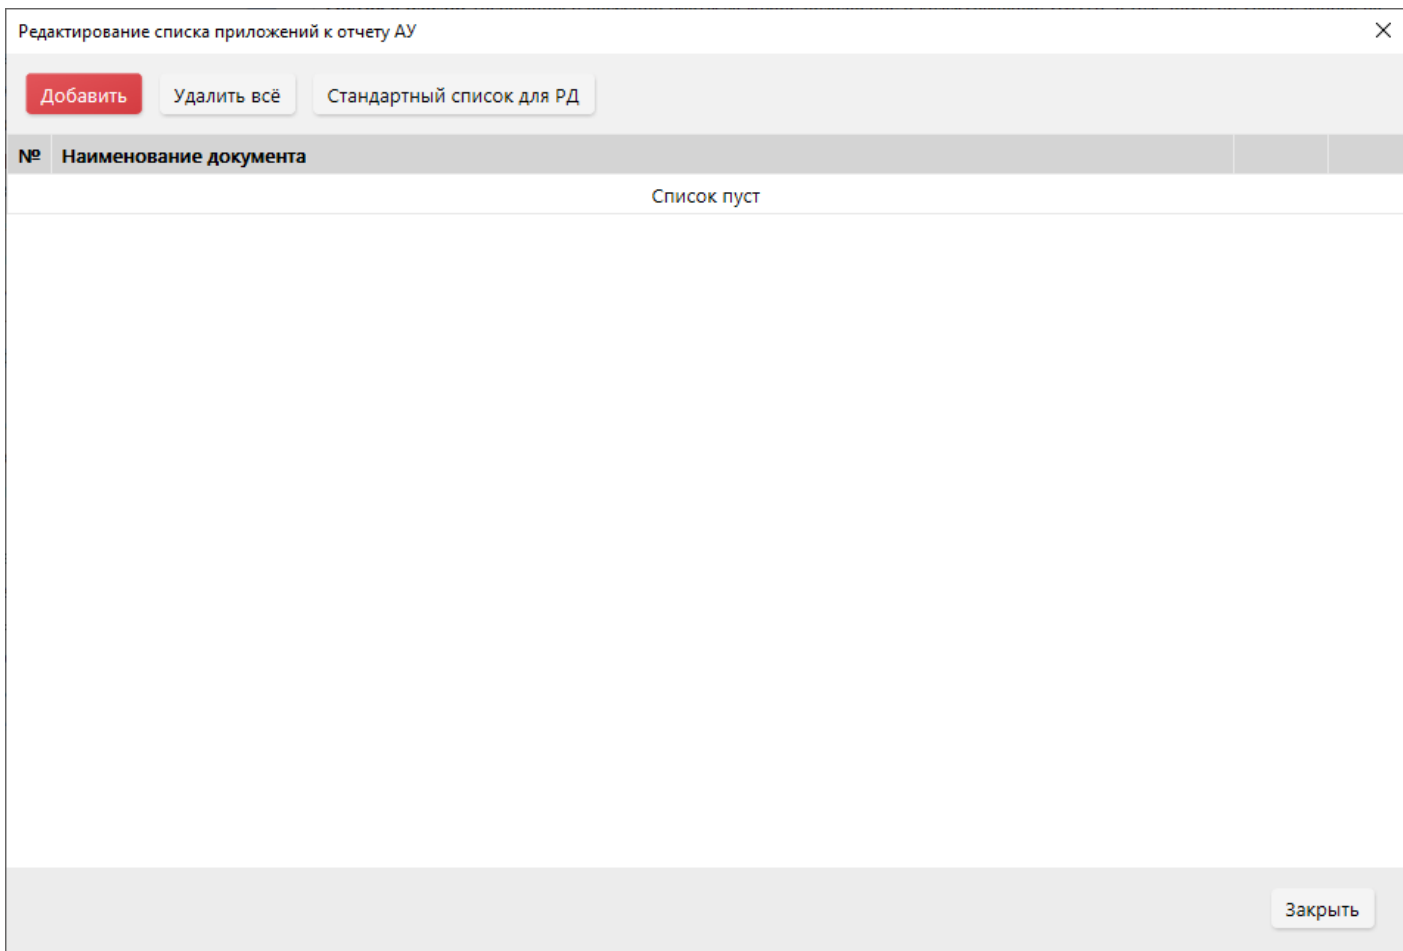 Редактирование списка приложений к отчету АУ
Добавить Удалить всё Стандартный список для РД
№ Наименование документа
Список пуст
Закрыть